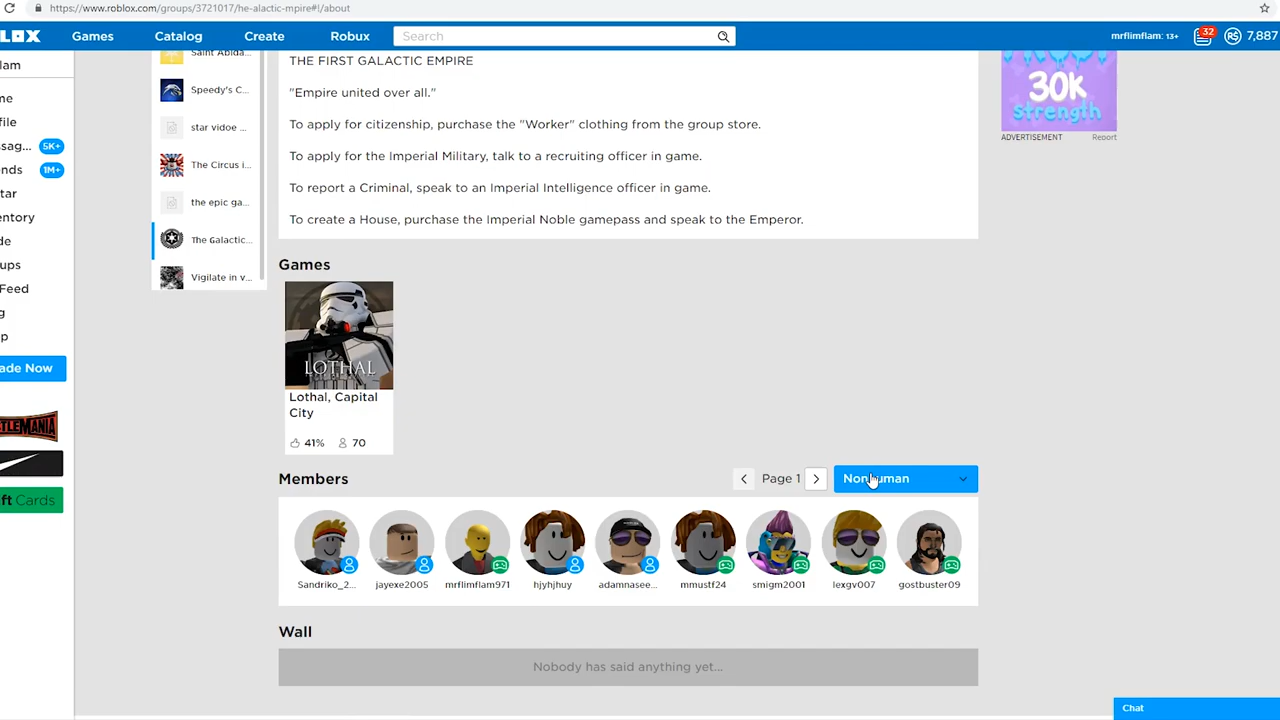 https://www.roblox.com/groups/3721017/he-alactic-mpire#!/about
LOX
Games
Catalog
Create
Robux
Search
mrflimflam: 13+
32
7,887
lam
me
file
ssag... 5K+
ends 1M+
tar
entory
de
ups
Feed
g
p
ade Now
TLEMANIA
ft Cards
Saint Abida...
Speedy's C...
star vidoe ...
The Circus i...
the epic ga...
The Galactic...
Vigilate in v...
THE FIRST GALACTIC EMPIRE
"Empire united over all."
To apply for citizenship, purchase the "Worker" clothing from the group store.
To apply for the Imperial Military, talk to a recruiting officer in game.
To report a Criminal, speak to an Imperial Intelligence officer in game.
To create a House, purchase the Imperial Noble gamepass and speak to the Emperor.
30k
strength
ADVERTISEMENT
Report
Games
LOTHAL
Lothal, Capital
City
41% 70
Members
Page 1
Sandriko_2...
jayexe2005
mrflimflam971
hjyhjhuy
adamnasee...
mmustf24
smigm2001
lexgv007
gostbuster09
Wall
Nobody has said anything yet...
Chat